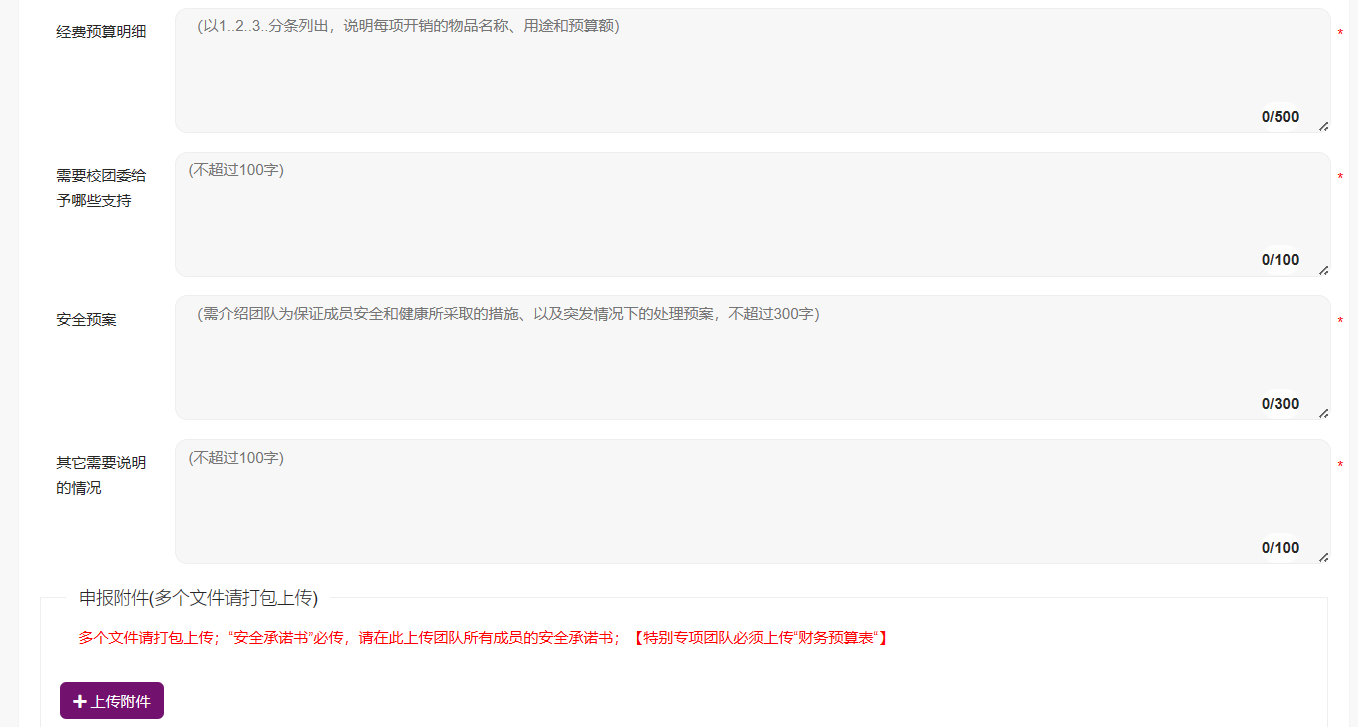 经费预算明细
(以1..2..3..分条列出，说明每项开销的物品名称、用途和预算额)
*
0/500
需要校团委给
予哪些支持
(不超过100字)
*
0/100
安全预案
(需介绍团队为保证成员安全和健康所采取的措施、以及突发情况下的处理预案，不超过300字)
*
0/300
其它需要说明
的情况
(不超过100字)
*
0/100
申报附件(多个文件请打包上传)
多个文件请打包上传；“安全承诺书”必传，请在此上传团队所有成员的安全承诺书；【特别专项团队必须上传“财务预算表“】
+ 上传附件